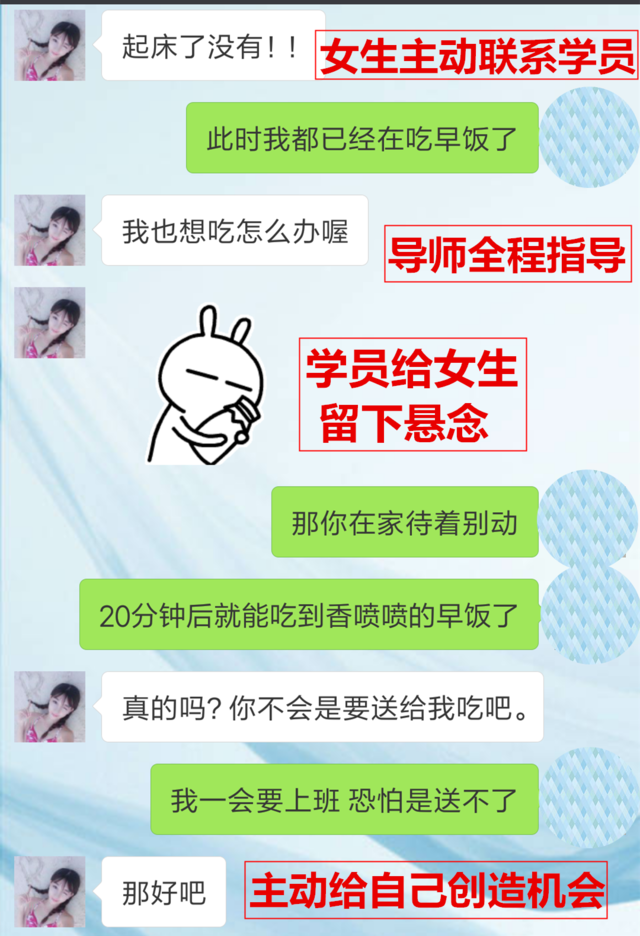 起床了没有！！
女生主动联系学员
此时我都已经在吃早饭了
我也想吃怎么办喔
导师全程指导
学员给女生
留下悬念
那你在家待着别动
20分钟后就能吃到香喷喷的早饭了
真的吗？你不会是要送给我吃吧。
我一会要上班 恐怕是送不了
那好吧
主动给自己创造机会